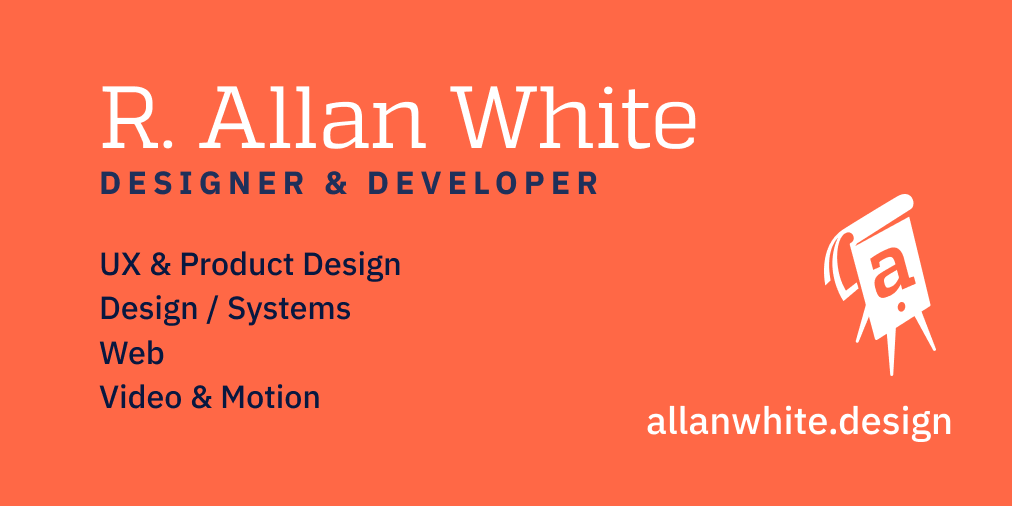 R. Allan White
DESIGNER & DEVELOPER
UX & Product Design
Design / Systems
Web
Video & Motion
a
allanwhite.design